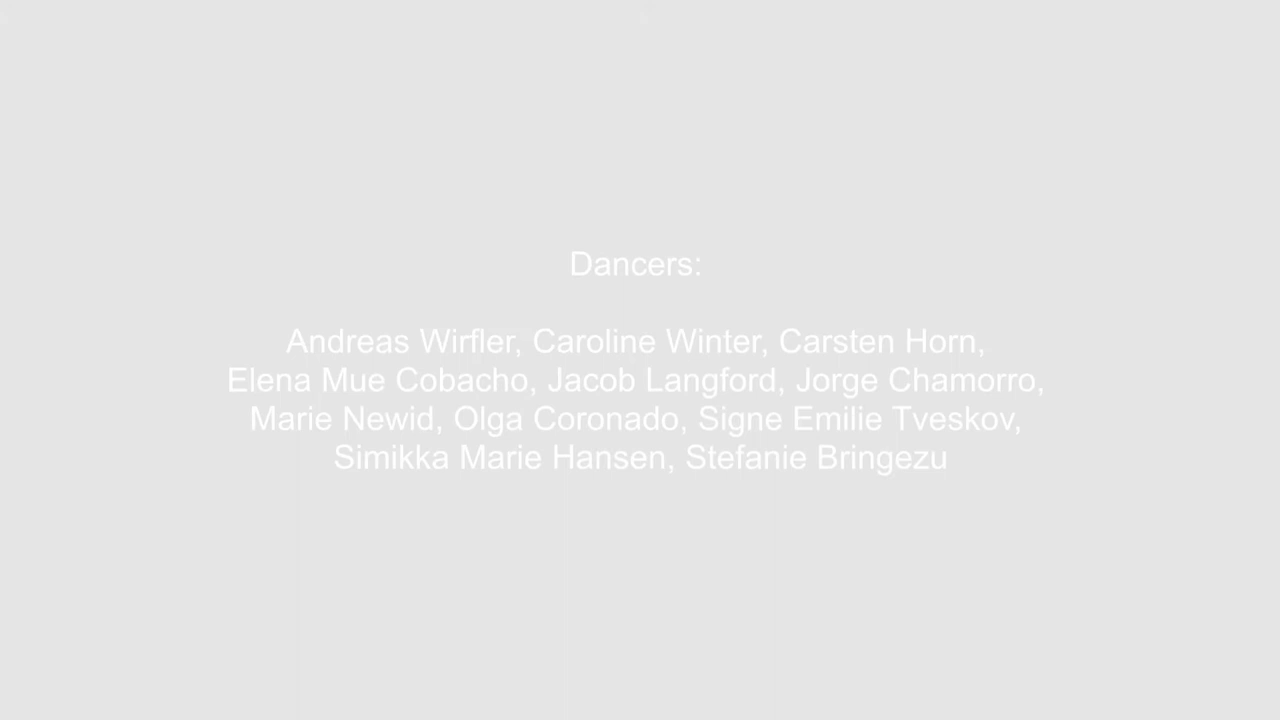 Dancers:
Andreas Wirfler, Caroline Winter, Carsten Horn,
Elena Mue Cobacho, Jacob Langford, Jorge Chamorro,
Marie Newid, Olga Coronado, Signe Emilie Tveskov,
Simikka Marie Hansen, Stefanie Bringezu